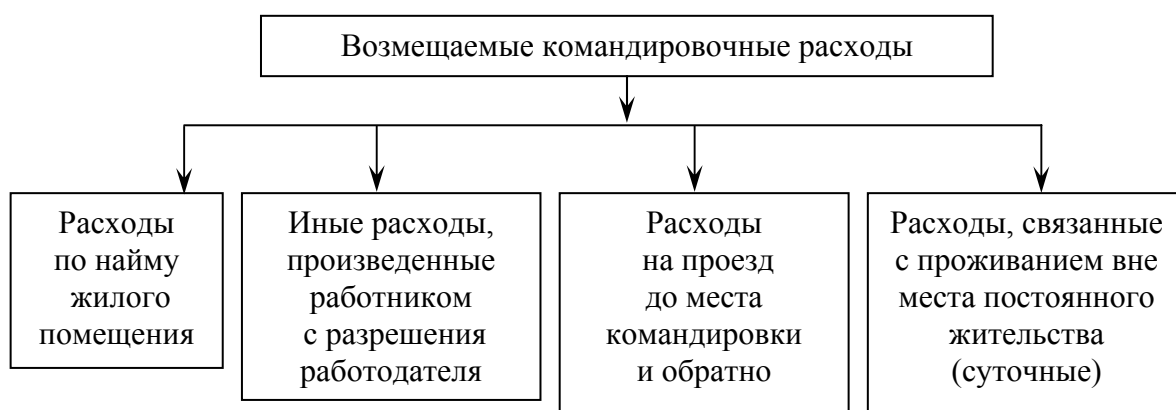 Возмещаемые командировочные расходы
Расходы
по найму
жилого
помещения
Иные расходы,
произведенные
работником
с разрешения
работодателя
Расходы
на проезд
до места
командировки
и обратно
Расходы, связанные
с проживанием вне
места постоянного
жительства
(суточные)